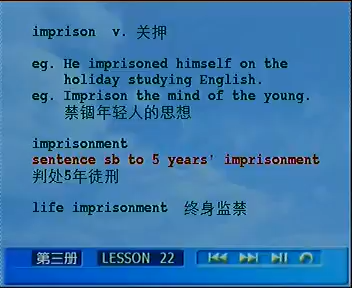 imprison v. 关押
eg. He imprisoned himself on the
holiday studying English.
eg. Imprison the mind of the young.
禁锢年轻人的思想
imprisonment
sentence sb to 5 years' imprisonment
判处5年徒刑
life imprisonment 终身监禁
第三册 LESSON 22